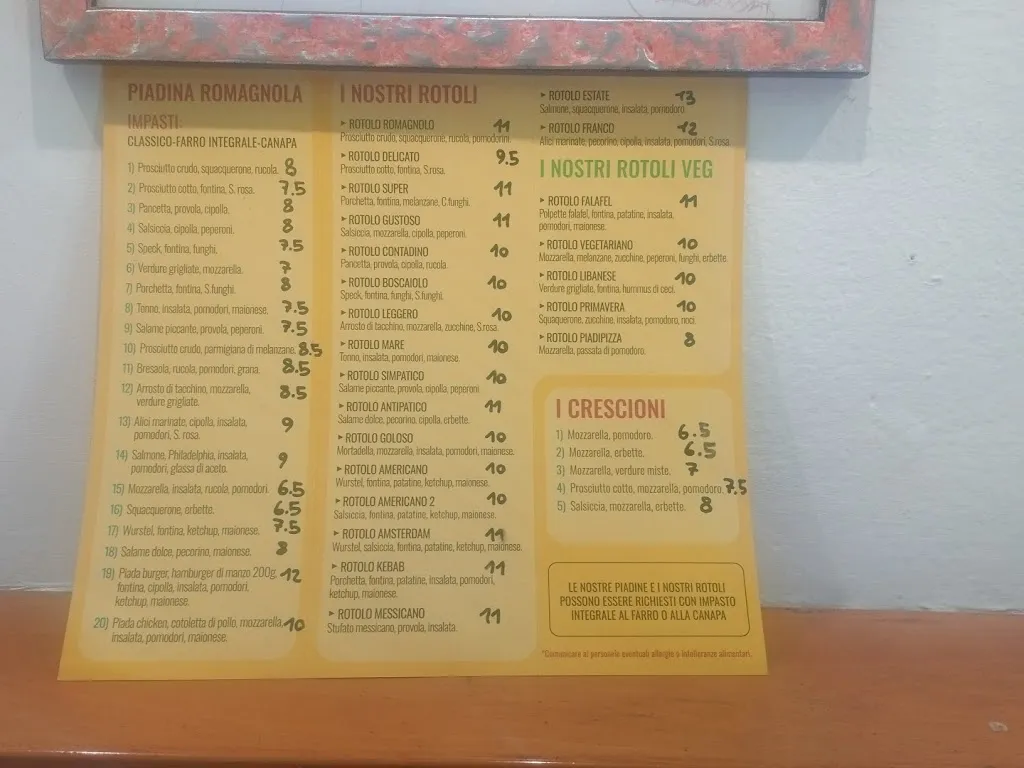 PIADINA ROMAGNOLA
IMPASTI:
CLASSICO-FARRO INTEGRALE-CANAPA
1) Prosciutto crudo, squacquerone, rucola. 8
2) Prosciutto cotto, fontina, S. rosa. 7.5
3) Pancetta, provola, cipolla. 8
4) Salsiccia, cipolla, peperoni. 8
5) Speck, fontina, funghi. 7.5
6) Verdure grigliate, mozzarella. 7
7) Porchetta, fontina, S.funghi. 8
8) Tonno, insalata, pomodori, maionese. 7.5
9) Salame piccante, provola, peperoni. 7.5
10) Prosciutto crudo, parmigiana di melanzane. 8.5
11) Bresaola, rucola, pomodori, grana. 8.5
12) Arrosto di tacchino, mozzarella, 8.5
verdure grigliate.
13) Alici marinate, cipolla, insalata, 9
pomodori, S. rosa.
14) Salmone, Philadelphia, insalata, 9
pomodori, glassa di aceto.
15) Mozzarella, insalata, rucola, pomodori. 6.5
16) Squacquerone, erbette. 6.5
17) Wurstel, fontina, ketchup, maionese. 7.5
18) Salame dolce, pecorino, maionese. 8
19) Piada burger, hamburger di manzo 200g, 12
fontina, cipolla, insalata, pomodori,
ketchup, maionese.
20) Piada chicken, cotoletta di pollo, mozzarella, 10
insalata, pomodori, maionese.
I NOSTRI ROTOLI
► ROTOLO ROMAGNOLO 11
Prosciutto crudo, squacquerone, rucola, pomodorini.
► ROTOLO DELICATO 9.5
Prosciutto cotto, fontina, S.rosa.
► ROTOLO SUPER 11
Porchetta, fontina, melanzane, C.funghi.
► ROTOLO GUSTOSO 11
Salsiccia, mozzarella, cipolla, peperoni.
► ROTOLO CONTADINO 10
Pancetta, provola, cipolla, rucola.
► ROTOLO BOSCAIOLO 10
Speck, fontina, funghi, S.funghi.
► ROTOLO LEGGERO 10
Arrosto di tacchino, mozzarella, zucchine, S.rosa.
► ROTOLO MARE 10
Tonno, insalata, pomodori, maionese.
► ROTOLO SIMPATICO 10
Salame piccante, provola, cipolla, peperoni.
► ROTOLO ANTIPATICO 11
Salame dolce, pecorino, cipolla, erbette.
► ROTOLO GOLOSO 10
Mortadella, mozzarella, insalata, pomodori, maionese.
► ROTOLO AMERICANO 10
Wurstel, fontina, patatine, ketchup, maionese.
► ROTOLO AMERICANO 2 10
Salsiccia, fontina, patatine, ketchup, maionese.
► ROTOLO AMSTERDAM 11
Wurstel, salsiccia, fontina, patatine, ketchup, maionese.
► ROTOLO KEBAB 11
Porchetta, fontina, patatine, insalata, pomodori,
ketchup, maionese.
► ROTOLO MESSICANO 11
Stufato messicano, provola, insalata.
► ROTOLO ESTATE 13
Salmone, squacquerone, insalata, pomodoro.
► ROTOLO FRANCO 12
Alici marinate, pecorino, cipolla, insalata, pomodori, S.rosa
I NOSTRI ROTOLI VEG
► ROTOLO FALAFEL 11
Polpette falafel, fontina, patatine, insalata,
pomodori, maionese.
► ROTOLO VEGETARIANO 10
Mozzarella, melanzane, zucchine, peperoni, funghi, erbette.
► ROTOLO LIBANESE 10
Verdure grigliate, fontina, hummus di ceci.
► ROTOLO PRIMAVERA 10
Squaquerone, zucchine, insalata, pomodoro, noci.
► ROTOLO PIADIPIZZA 8
Mozzarella, passata di pomodoro.
I CRESCIONI
1) Mozzarella, pomodoro. 6.5
2) Mozzarella, erbette. 6.5
3) Mozzarella, verdure miste. 7
4) Prosciutto cotto, mozzarella, pomodoro. 7.5
5) Salsiccia, mozzarella, erbette. 8
LE NOSTRE PIADINE E I NOSTRI ROTOLI
POSSONO ESSERE RICHIESTI CON IMPASTO
INTEGRALE AL FARRO O ALLA CANAPA
*Comunicare al personale eventuali allergie o intolleranze alimentari.